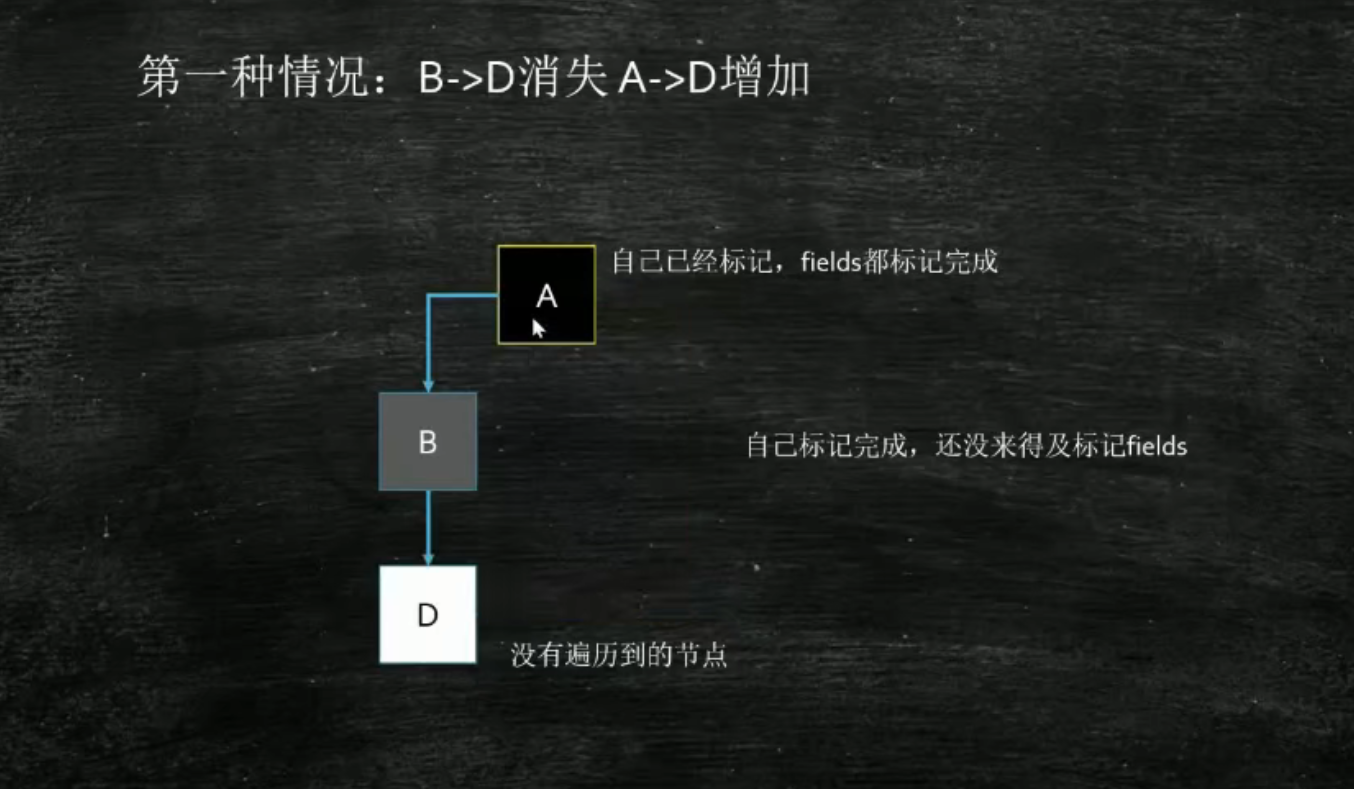 第一种情况：B->D消失 A->D增加
A
自己已经标记，fields都标记完成
B
自己标记完成，还没来得及标记fields
D
没有遍历到的节点